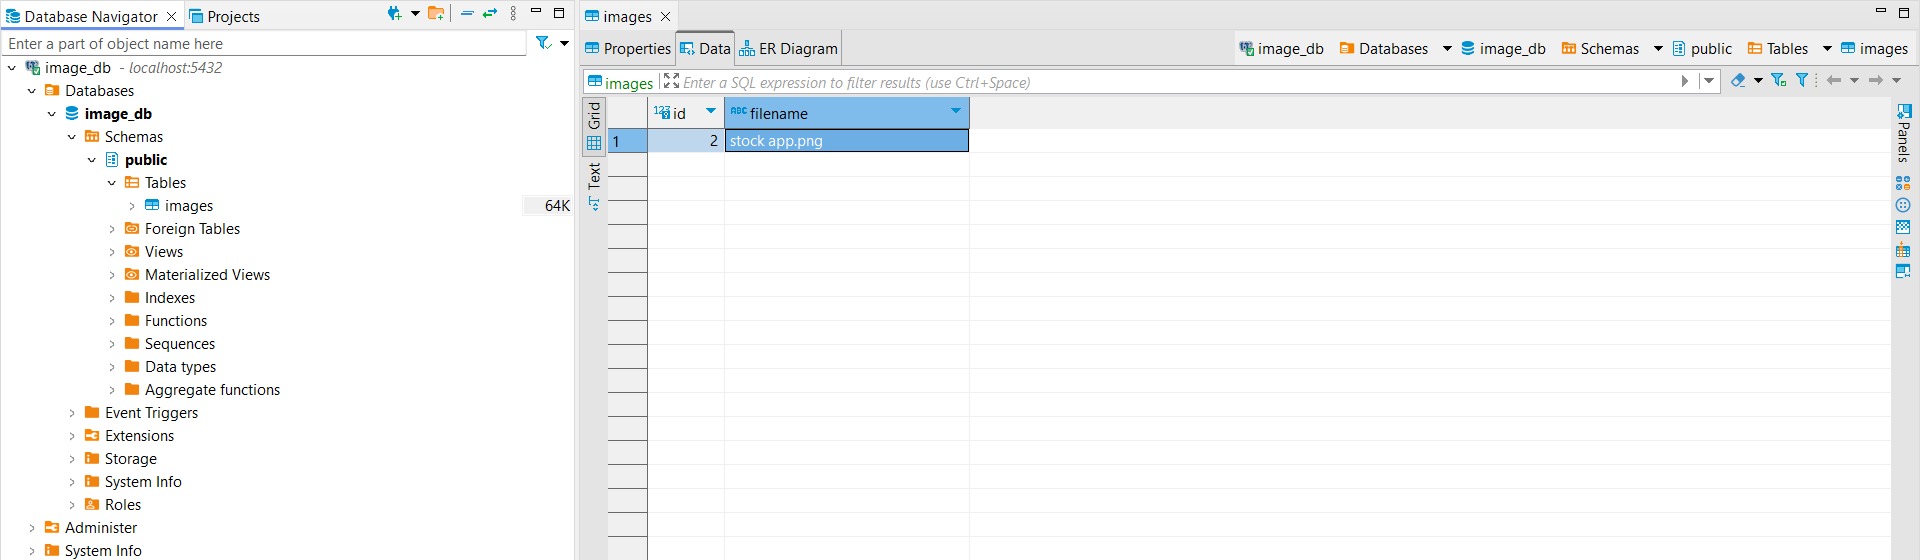 Database Navigator
Projects
Enter a part of object name here
image_db - localhost:5432
Databases
image_db
Schemas
public
Tables
images 64K
Foreign Tables
Views
Materialized Views
Indexes
Functions
Sequences
Data types
Aggregate functions
Event Triggers
Extensions
Storage
System Info
Roles
Administer
System Info
images
Properties Data ER Diagram
image_db Databases image_db Schemas public Tables images
images Enter a SQL expression to filter results (use Ctrl+Space)
Grid
Text
123 id ABC filename
1 2 stock app.png
Panels